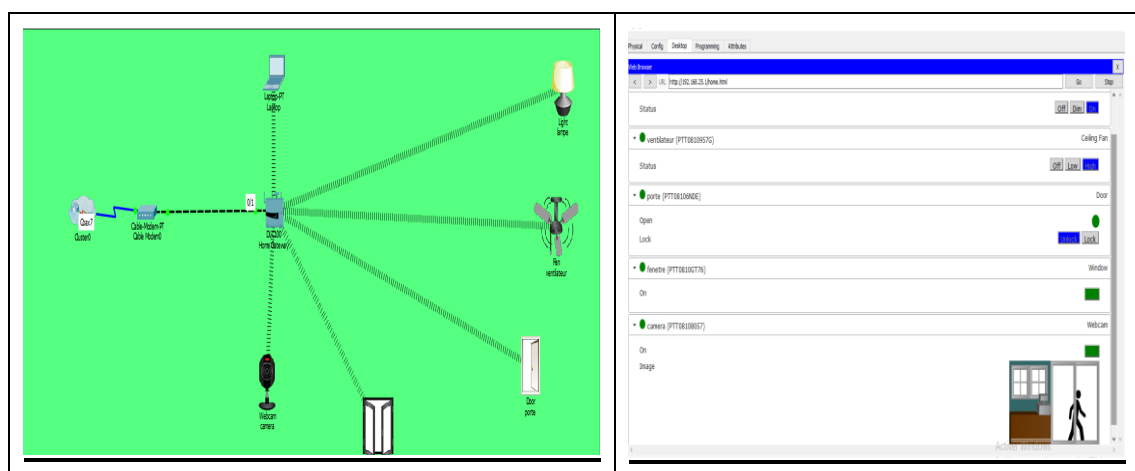 Laptop-PT
Laptop
Light
lampe
0/1
Coax7
Cluster0
Cable-Modem-PT
Cable Modem0
DLC100
Home Gateway
Fan
ventilateur
Webcam
camera
Door
porte
Physical Config Desktop Programming Attributes
Web Browser X
< > URL http://192.168.25.1/home.html Go Stop
Status Off Dim On
ventilateur (PTT0810957G) Ceiling Fan
Status Off Low High
porte (PTT08106NDE) Door
Open
Lock Unlock Lock
fenetre (PTT0810GT76) Window
On
camera (PTT08108057) Webcam
On
Image
Activer Windows